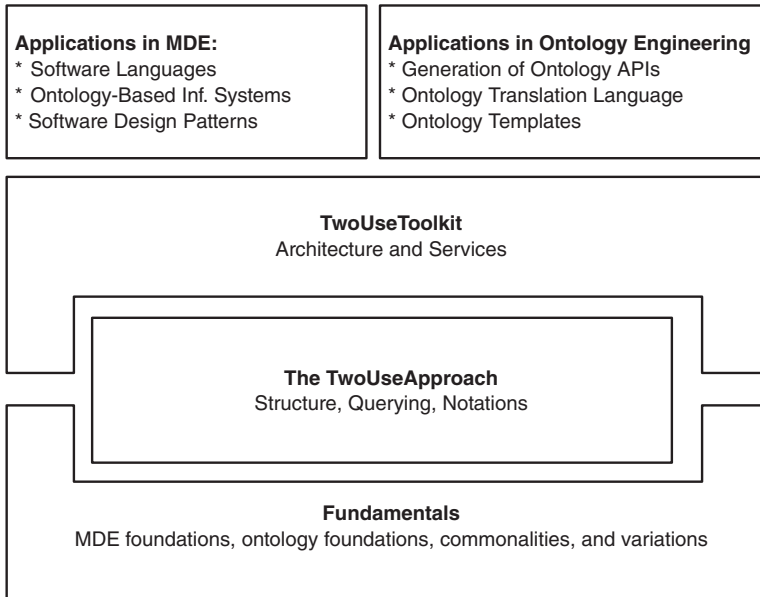 Applications in MDE:
* Software Languages
* Ontology-Based Inf. Systems
* Software Design Patterns
Applications in Ontology Engineering
* Generation of Ontology APIs
* Ontology Translation Language
* Ontology Templates
TwoUseToolkit
Architecture and Services
The TwoUseApproach
Structure, Querying, Notations
Fundamentals
MDE foundations, ontology foundations, commonalities, and variations